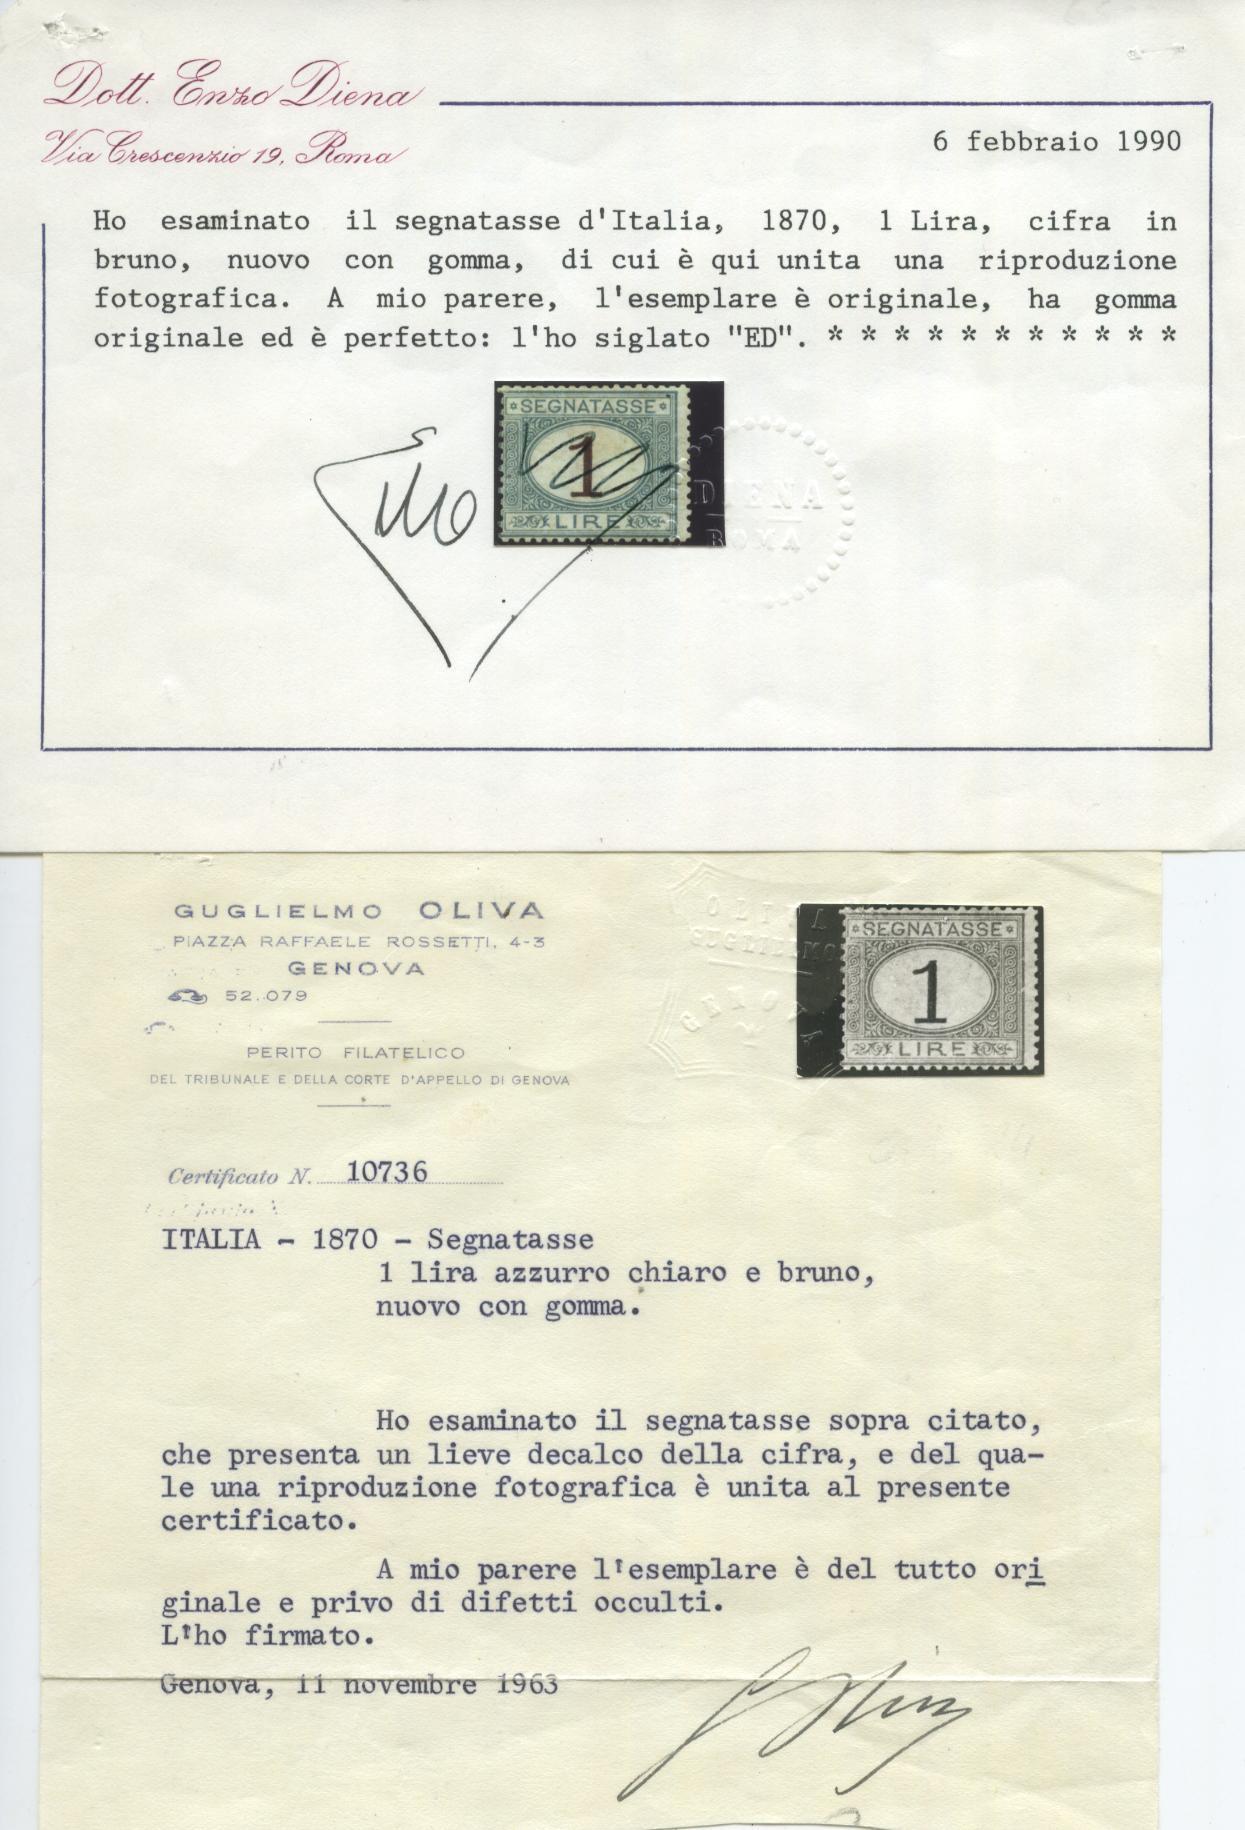 Dott. Enzo Diena
Via Crescenzio 19, Roma
6 febbraio 1990
Ho esaminato il segnatasse d'Italia, 1870, 1 Lira, cifra in
bruno, nuovo con gomma, di cui è qui unita una riproduzione
fotografica. A mio parere, l'esemplare è originale, ha gomma
originale ed è perfetto: l'ho siglato "ED". * * * * * * * * * * *
SEGNATASSE
1
LIRE
DIENA
ROMA
GUGLIELMO OLIVA
PIAZZA RAFFAELE ROSSETTI, 4-3
GENOVA
52.079
PERITO FILATELICO
DEL TRIBUNALE E DELLA CORTE D'APPELLO DI GENOVA
OLIVA
GUGLIELMO
GENOVA
SEGNATASSE
1
LIRE
Certificato N. 10736
ITALIA - 1870 - Segnatasse
1 lira azzurro chiaro e bruno,
nuovo con gomma.
Ho esaminato il segnatasse sopra citato,
che presenta un lieve decalco della cifra, e del qua-
le una riproduzione fotografica è unita al presente
certificato.
A mio parere l'esemplare è del tutto ori
ginale e privo di difetti occulti.
L'ho firmato.
Genova, 11 novembre 1963